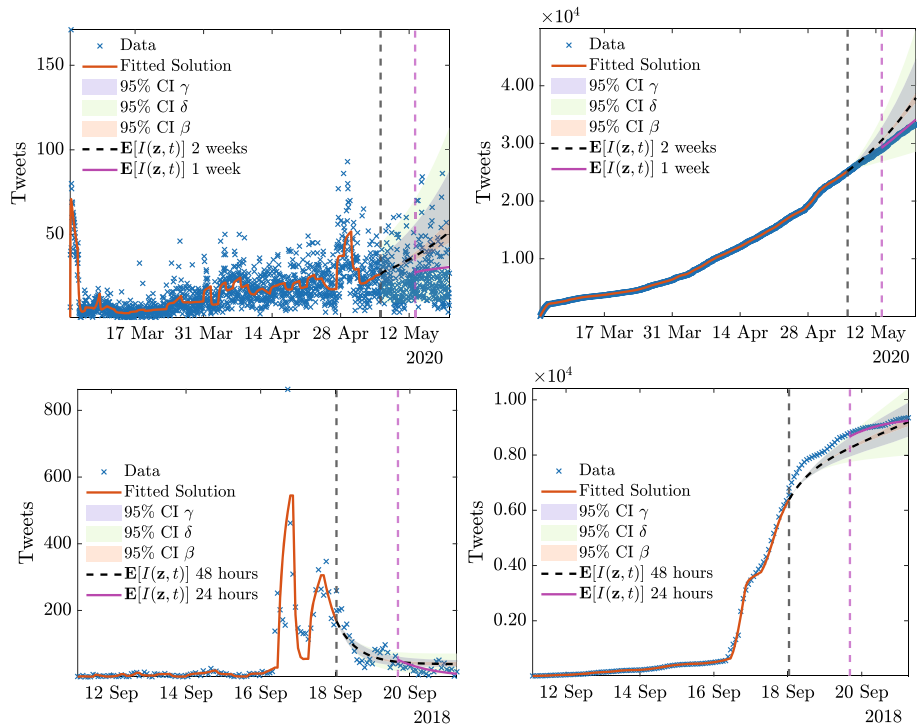 150
100
50
Tweets
Data
Fitted Solution
95% CI γ
95% CI δ
95% CI β
E[I(z, t)] 2 weeks
E[I(z, t)] 1 week
17 Mar 31 Mar 14 Apr 28 Apr 12 May
2020
×10⁴
4.00
3.00
2.00
1.00
Tweets
Data
Fitted Solution
95% CI γ
95% CI δ
95% CI β
E[I(z, t)] 2 weeks
E[I(z, t)] 1 week
17 Mar 31 Mar 14 Apr 28 Apr 12 May
2020
800
600
400
200
Tweets
Data
Fitted Solution
95% CI γ
95% CI δ
95% CI β
E[I(z, t)] 48 hours
E[I(z, t)] 24 hours
12 Sep 14 Sep 16 Sep 18 Sep 20 Sep
2018
×10⁴
1.00
0.80
0.60
0.40
0.20
Tweets
Data
Fitted Solution
95% CI γ
95% CI δ
95% CI β
E[I(z, t)] 48 hours
E[I(z, t)] 24 hours
12 Sep 14 Sep 16 Sep 18 Sep 20 Sep
2018